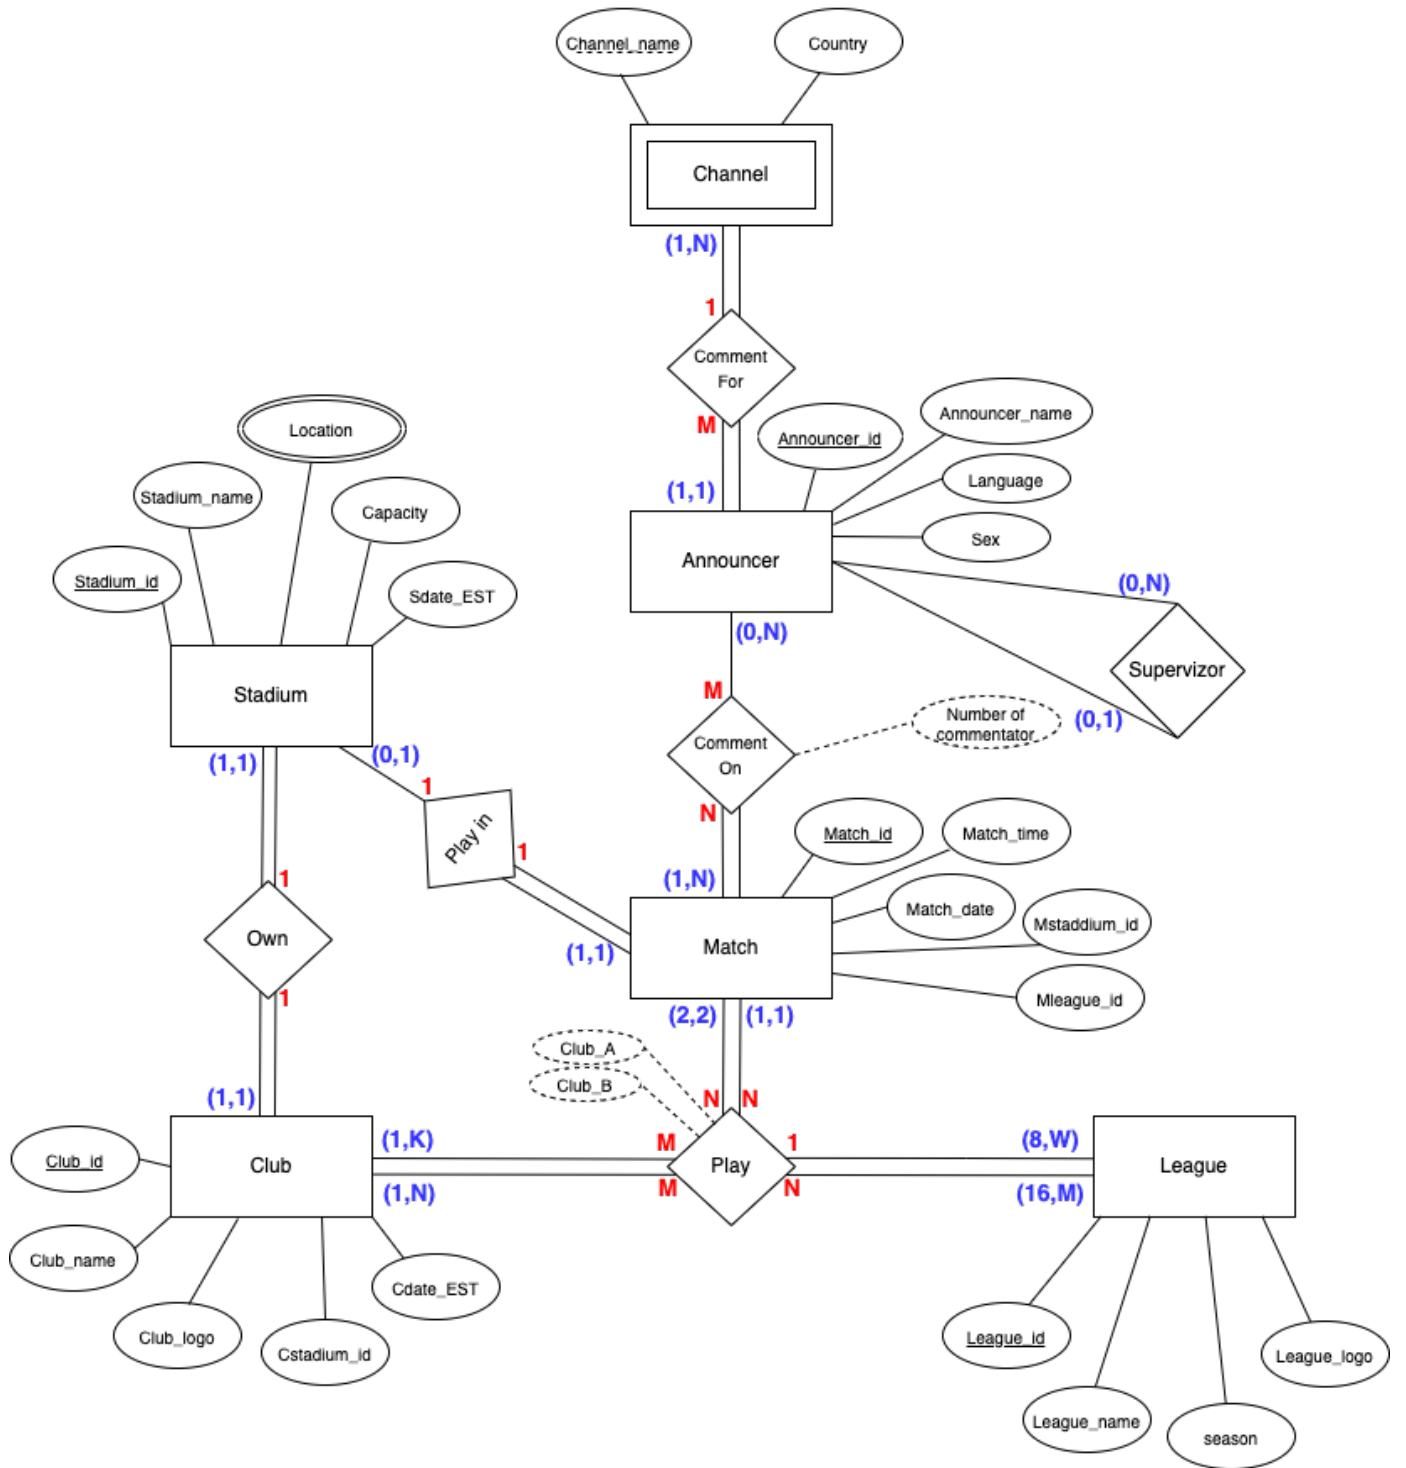 Channel_name
Country
Channel
(1,N)
1
Comment
For
M
(1,1)
Announcer_id
Announcer_name
Language
Sex
Announcer
(0,N)
(0,N)
Supervizor
(0,1)
Location
Stadium_name
Capacity
Stadium_id
Sdate_EST
Stadium
(1,1)
(0,1)
1
Play in
1
(1,1)
M
Comment
On
N
Number of
commentator
(1,N)
Match_id
Match_time
Match_date
Mstaddium_id
Mleague_id
Match
(2,2)
(1,1)
1
Own
1
(1,1)
Club_A
Club_B
N
N
Club
(1,K)
(1,N)
M
M
Play
1
N
(8,W)
(16,M)
League
Club_id
Club_name
Club_logo
Cstadium_id
Cdate_EST
League_id
League_name
season
League_logo